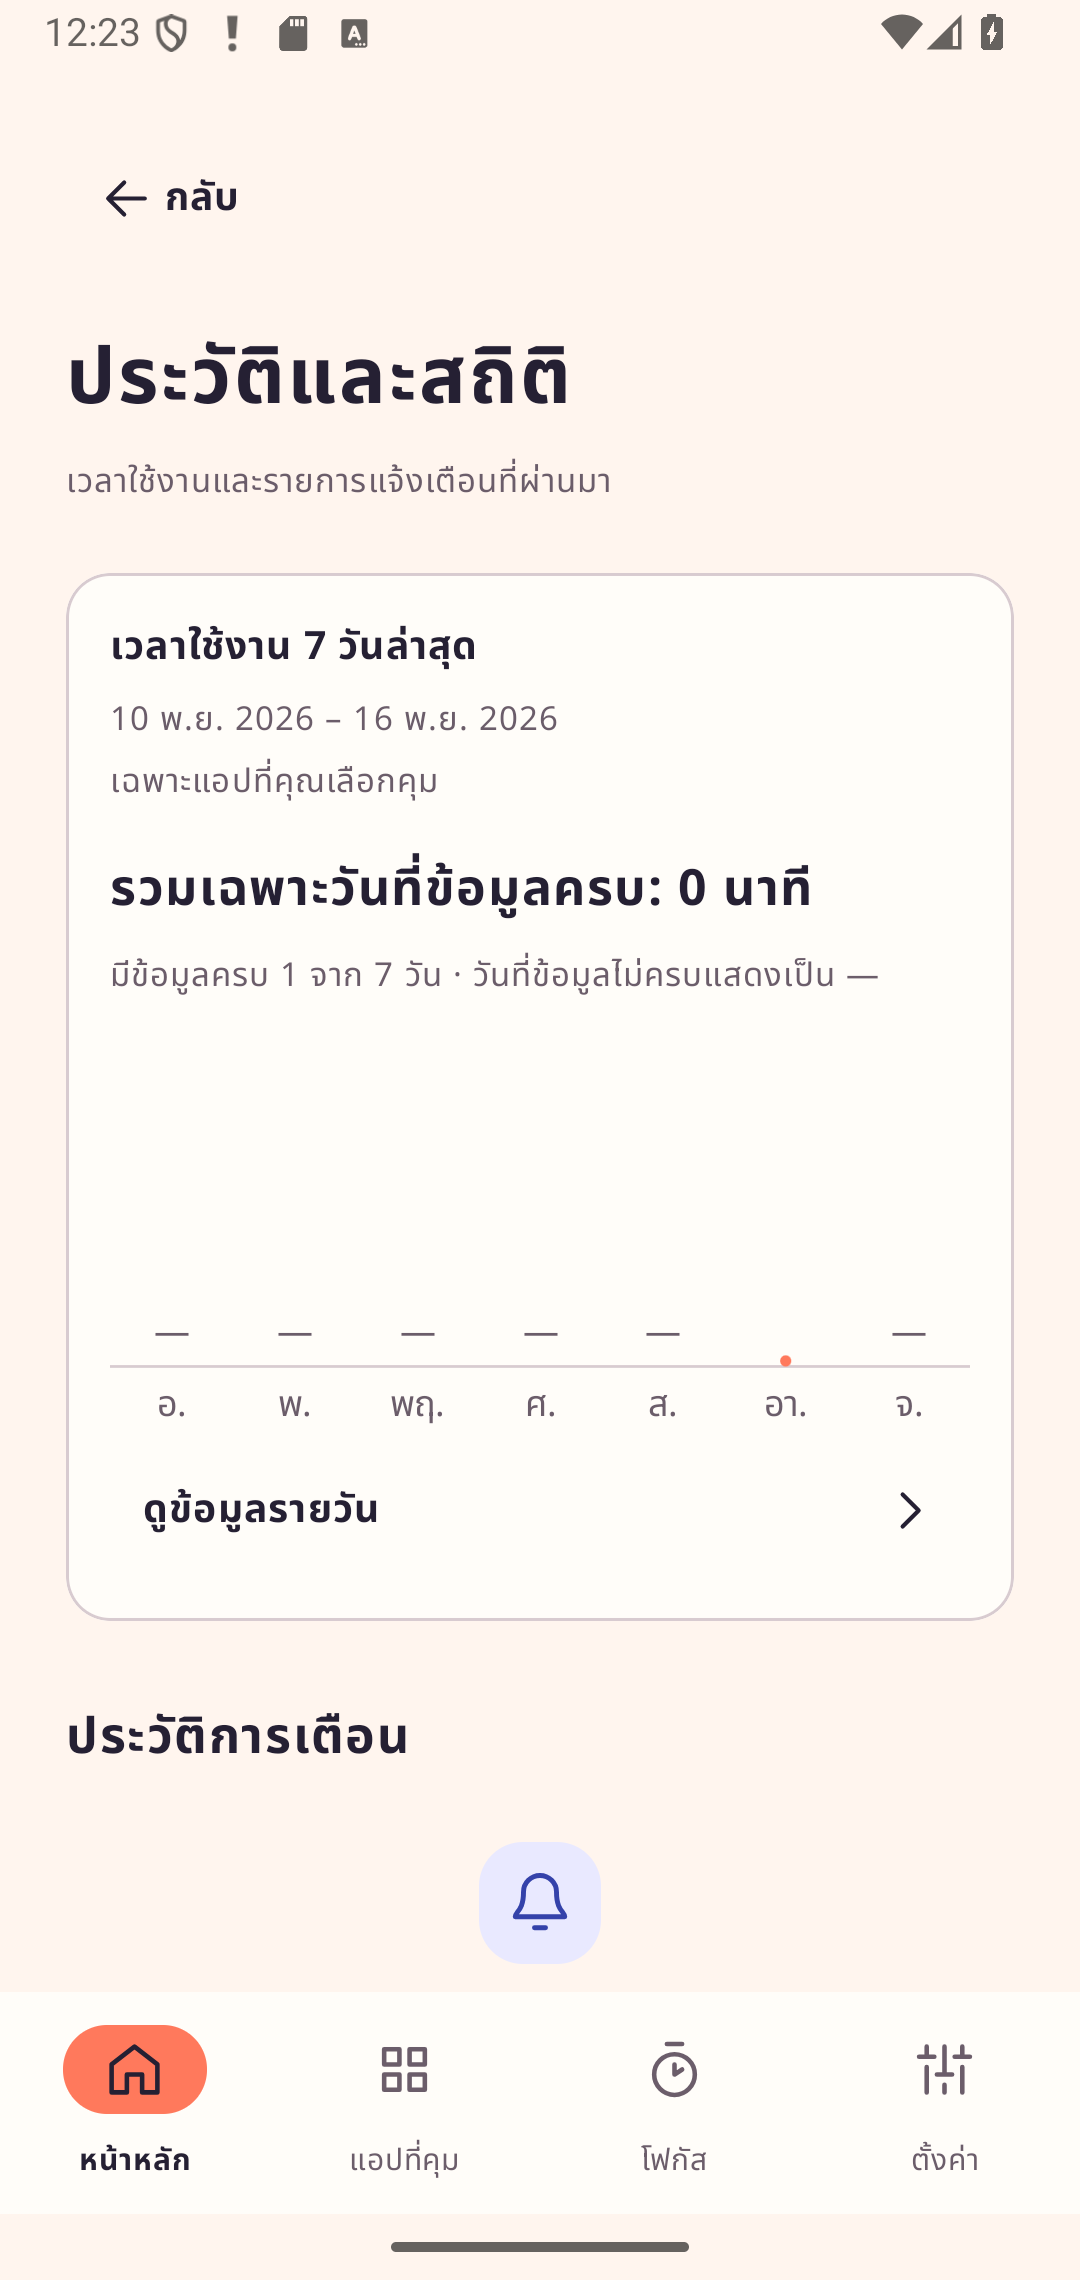 12:23
กลับ
ประวัติและสถิติ
เวลาใช้งานและรายการแจ้งเตือนที่ผ่านมา
เวลาใช้งาน 7 วันล่าสุด
10 พ.ย. 2026 – 16 พ.ย. 2026
เฉพาะแอปที่คุณเลือกคุม
รวมเฉพาะวันที่ข้อมูลครบ: 0 นาที
มีข้อมูลครบ 1 จาก 7 วัน · วันที่ข้อมูลไม่ครบแสดงเป็น —
— — — — — —
อ. พ. พฤ. ศ. ส. อา. จ.
ดูข้อมูลรายวัน
ประวัติการเตือน
หน้าหลัก แอปที่คุม โฟกัส ตั้งค่า